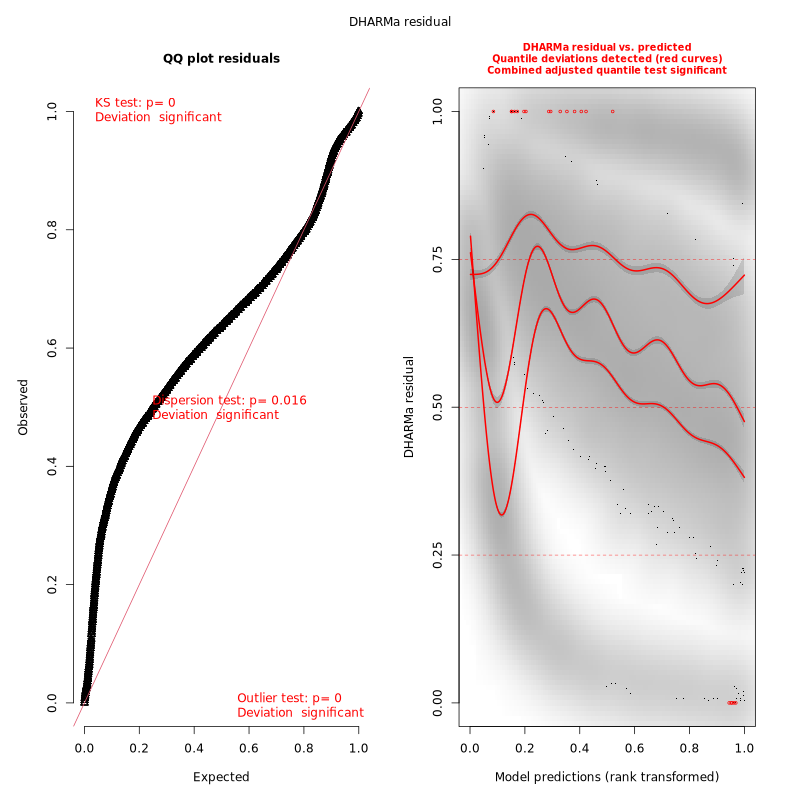 DHARMa residual
QQ plot residuals
KS test: p= 0
Deviation significant
Dispersion test: p= 0.016
Deviation significant
Outlier test: p= 0
Deviation significant
Observed
0.0 0.2 0.4 0.6 0.8 1.0
0.0 0.2 0.4 0.6 0.8 1.0
Expected
DHARMa residual vs. predicted
Quantile deviations detected (red curves)
Combined adjusted quantile test significant
DHARMa residual
0.00 0.25 0.50 0.75 1.00
0.0 0.2 0.4 0.6 0.8 1.0
Model predictions (rank transformed)